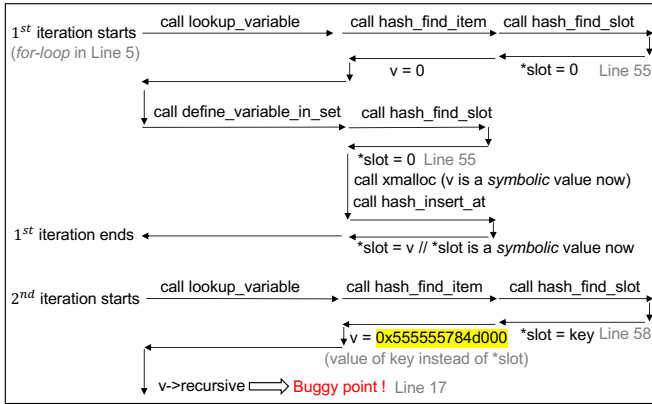 call lookup_variable call hash_find_item call hash_find_slot
1st iteration starts
(for-loop in Line 5)
v = 0 *slot = 0 Line 55
call define_variable_in_set call hash_find_slot
*slot = 0 Line 55
call xmalloc (v is a symbolic value now)
call hash_insert_at
1st iteration ends
*slot = v // *slot is a symbolic value now
call lookup_variable call hash_find_item call hash_find_slot
2nd iteration starts
v = 0x555555784d000 *slot = key Line 58
(value of key instead of *slot)
v->recursive Buggy point ! Line 17